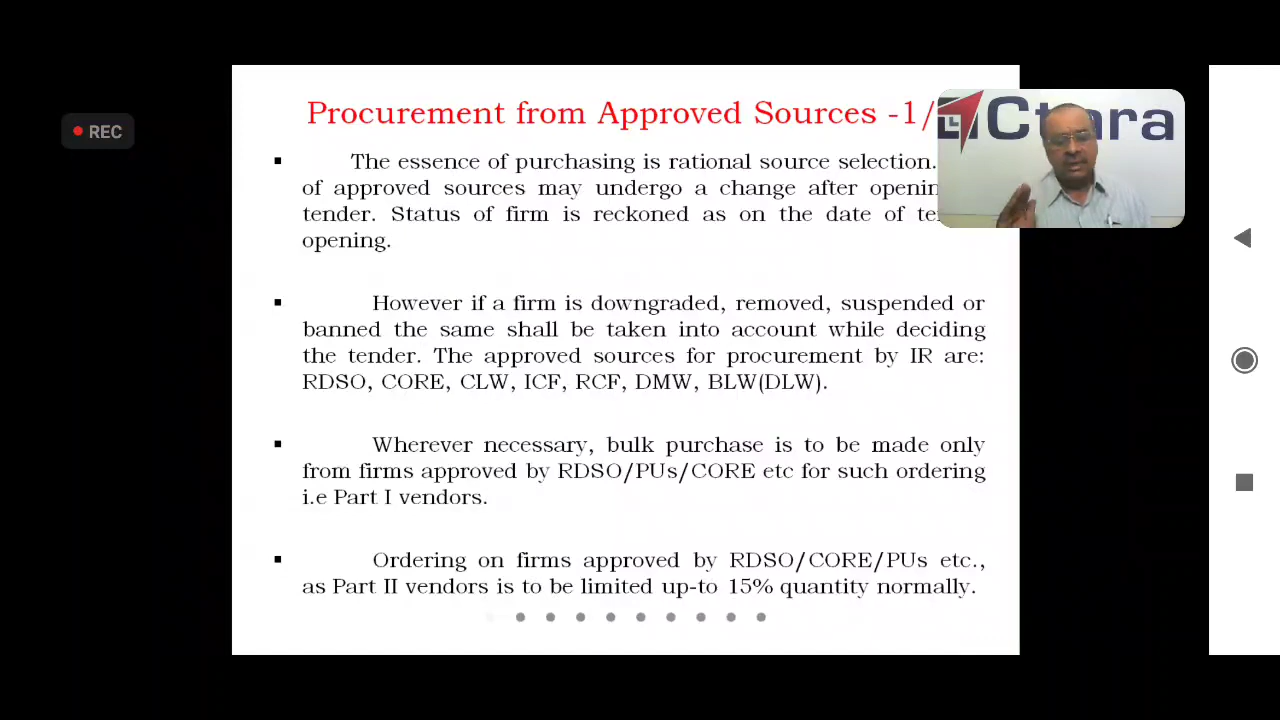 REC
Procurement from Approved Sources -1/
The essence of purchasing is rational source selection.
of approved sources may undergo a change after
tender. Status of firm is reckoned as on the date of
opening.
However if a firm is downgraded, removed, suspended or
banned the same shall be taken into account while deciding
the tender. The approved sources for procurement by IR are:
RDSO, CORE, CLW, ICF, RCF, DMW, BLW(DLW).
Wherever necessary, bulk purchase is to be made only
from firms approved by RDSO/PUs/CORE etc for such ordering
i.e Part I vendors.
Ordering on firms approved by RDSO/CORE/PUs etc.,
as Part II vendors is to be limited up-to 15% quantity normally.